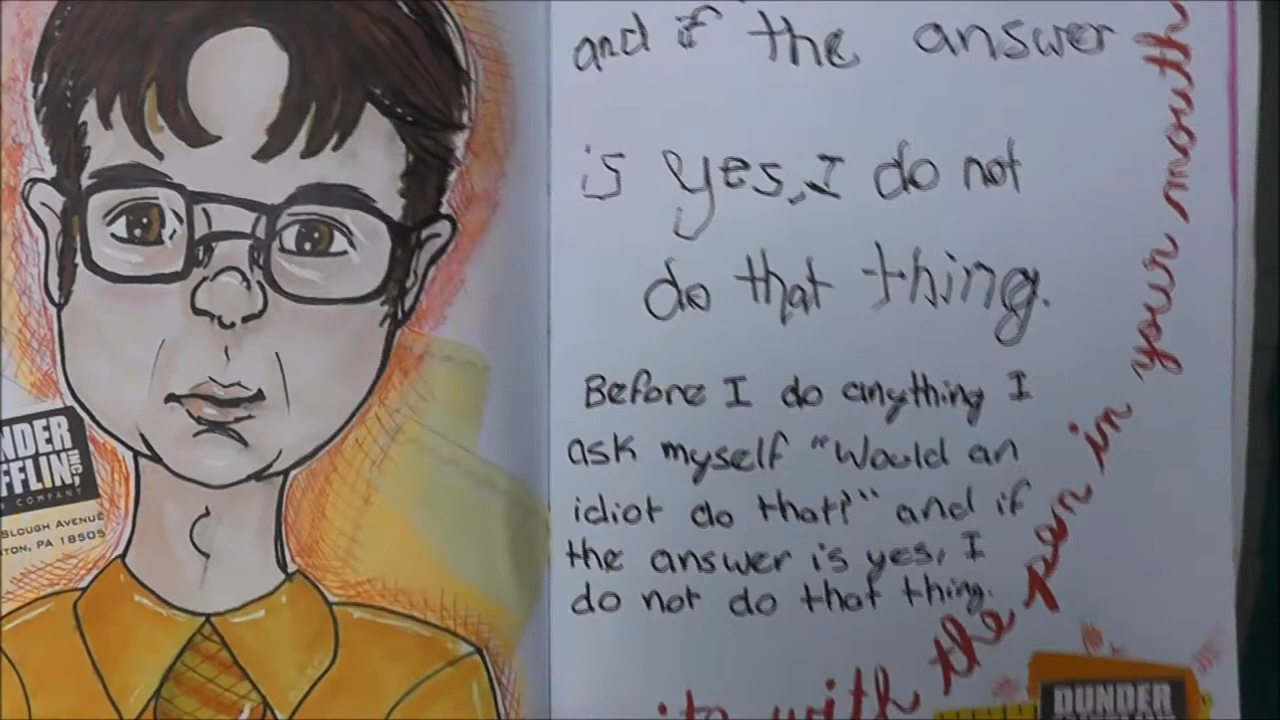 and if the answer
is yes, I do not
do that thing.
Before I do anything I
ask myself "Would an
idiot do that?" and if
the answer is yes, I
do not do that thing.
with the pen in your mouth
NDER
FFLIN INC,
COMPANY
SLOUGH AVENUE
TON, PA 18505
DUNDER